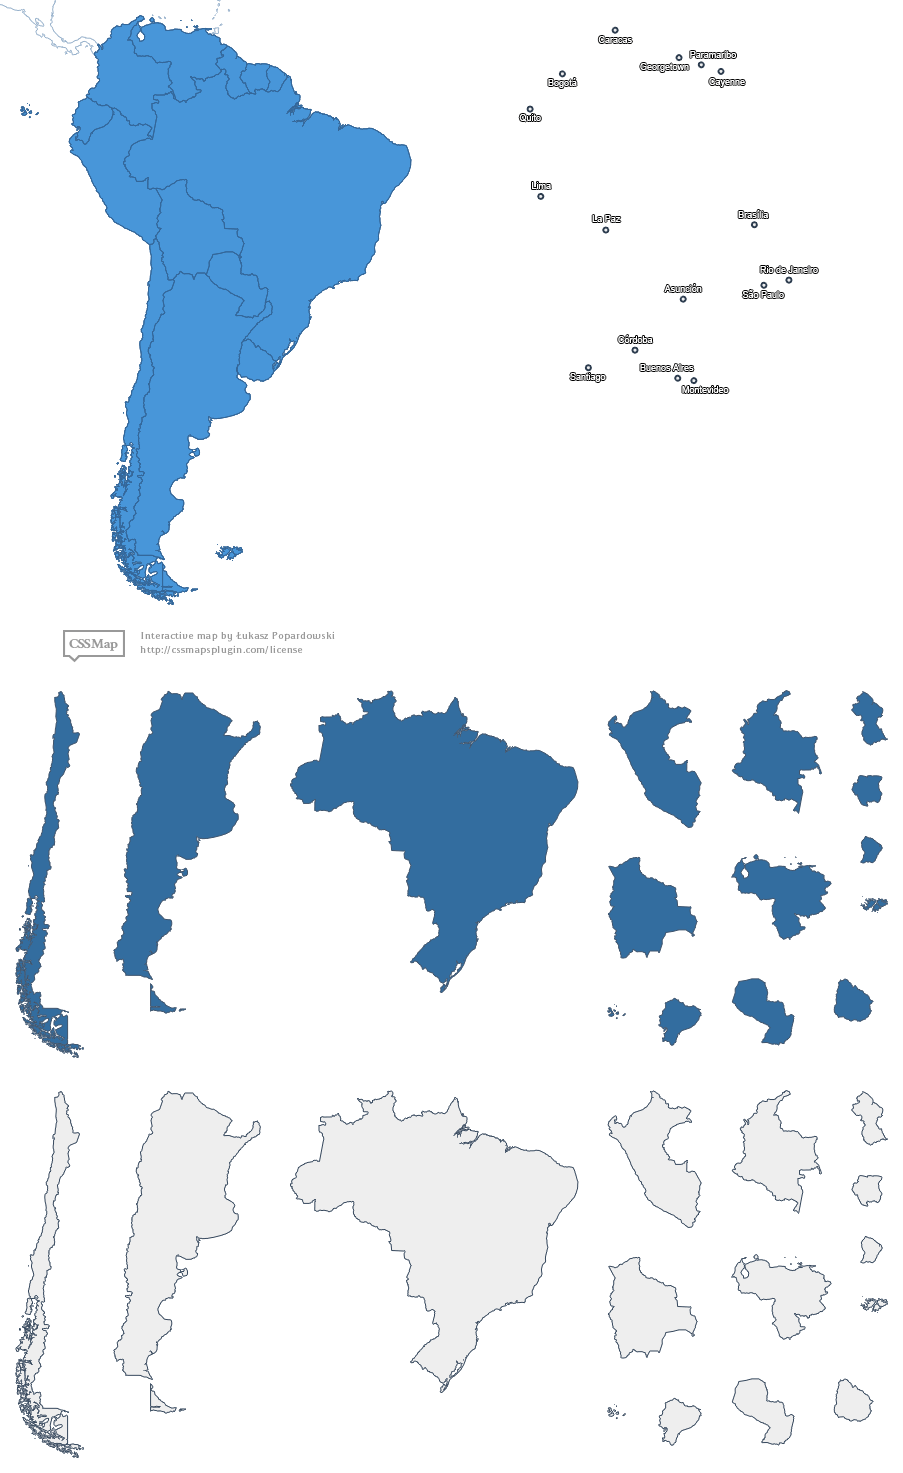 Caracas
Paramaribo
Georgetown
Cayenne
Bogotá
Quito
Lima
La Paz
Brasília
Rio de Janeiro
Asunción
São Paulo
Córdoba
Buenos Aires
Santiago
Montevideo
CSSMap
Interactive map by Łukasz Popardowski
http://cssmapsplugin.com/license